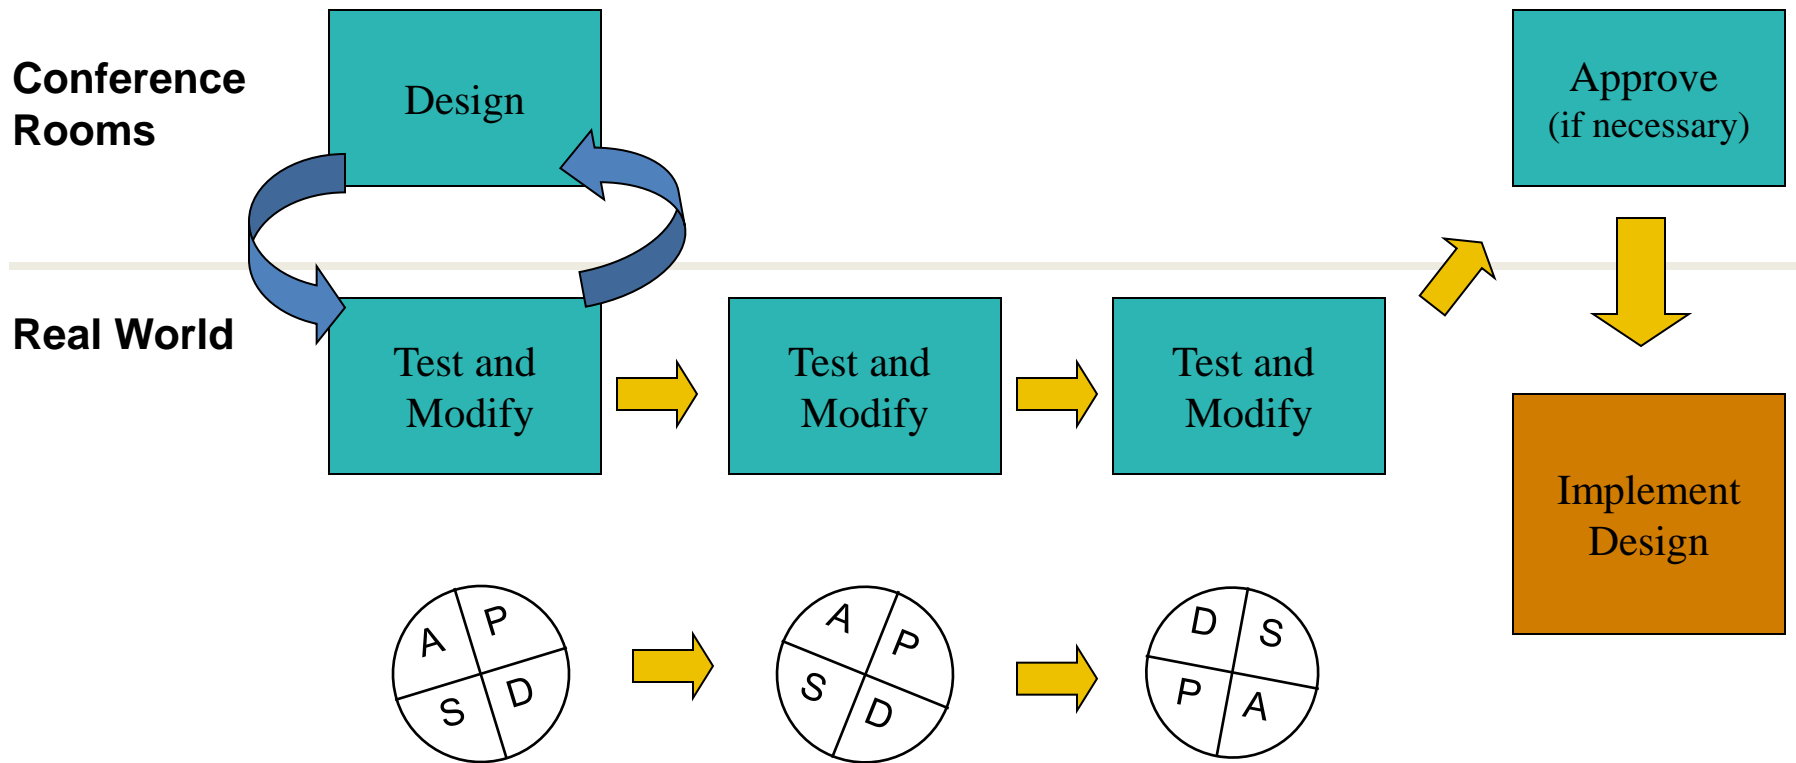 Conference
Rooms
Design
Approve
(if necessary)
Real World
Test and
Modify
Test and
Modify
Test and
Modify
Implement
Design
A P
S D
A P
S D
D S
P A